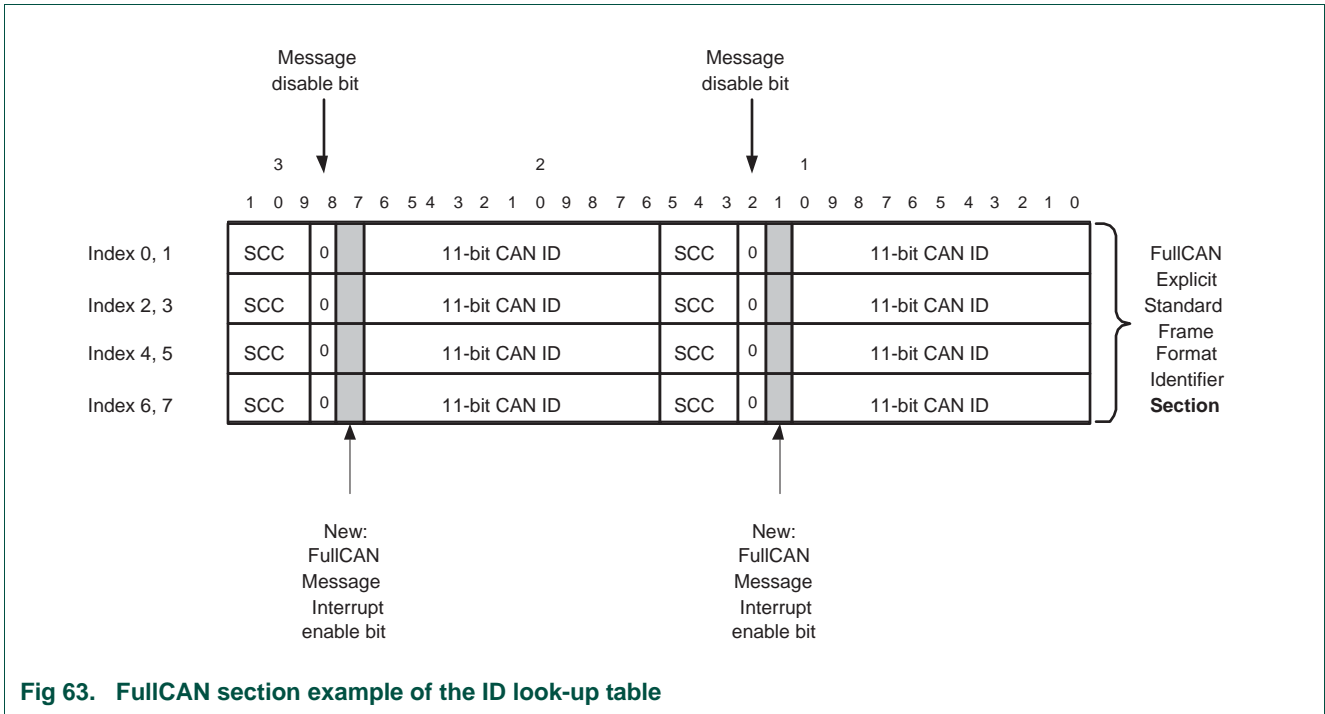 Message
disable bit
Message
disable bit
3 2 1
1 0 9 8 7 6 5 4 3 2 1 0 9 8 7 6 5 4 3 2 1 0 9 8 7 6 5 4 3 2 1 0
Index 0, 1 SCC 0 11-bit CAN ID SCC 0 11-bit CAN ID
Index 2, 3 SCC 0 11-bit CAN ID SCC 0 11-bit CAN ID
Index 4, 5 SCC 0 11-bit CAN ID SCC 0 11-bit CAN ID
Index 6, 7 SCC 0 11-bit CAN ID SCC 0 11-bit CAN ID
FullCAN
Explicit
Standard
Frame
Format
Identifier
Section
New:
FullCAN
Message
Interrupt
enable bit
New:
FullCAN
Message
Interrupt
enable bit
Fig 63. FullCAN section example of the ID look-up table